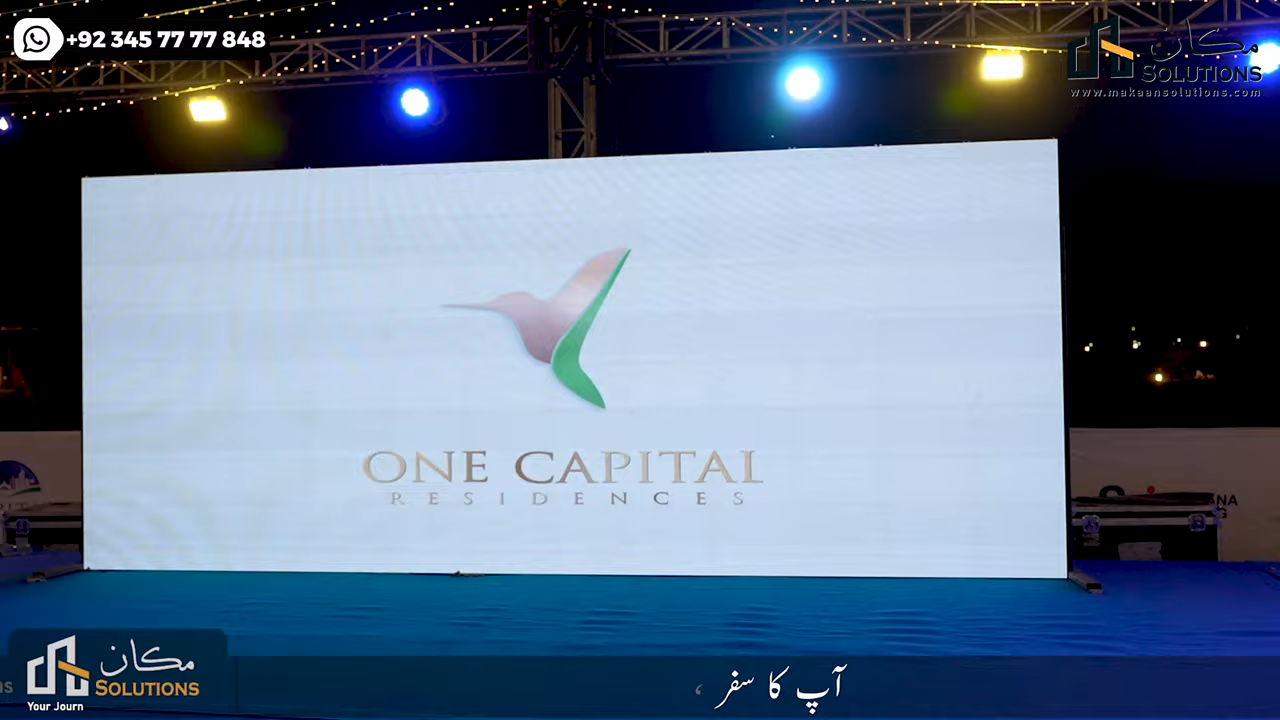 +92 345 77 77 848
مکان
SOLUTIONS
www.makaansolutions.com
ONE CAPITAL
RESIDENCES
مکان
SOLUTIONS
Your Journ
آپ کا سفر ،